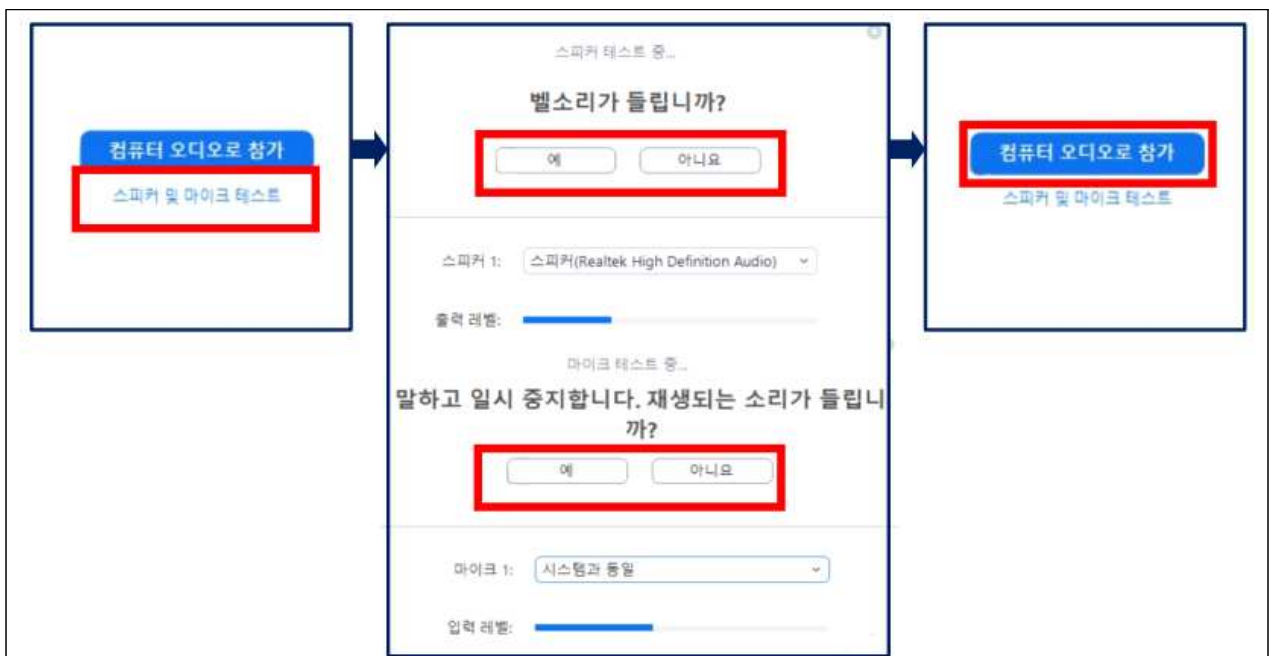 컴퓨터 오디오로 참가
스피커 및 마이크 테스트
스피커 테스트 중...
벨소리가 들립니까?
예 아니요
스피커 1: 스피커(Realtek High Definition Audio)
출력 레벨:
마이크 테스트 중...
말하고 일시 중지합니다. 재생되는 소리가 들립니
까?
예 아니요
마이크 1: 시스템과 동일
입력 레벨:
컴퓨터 오디오로 참가
스피커 및 마이크 테스트